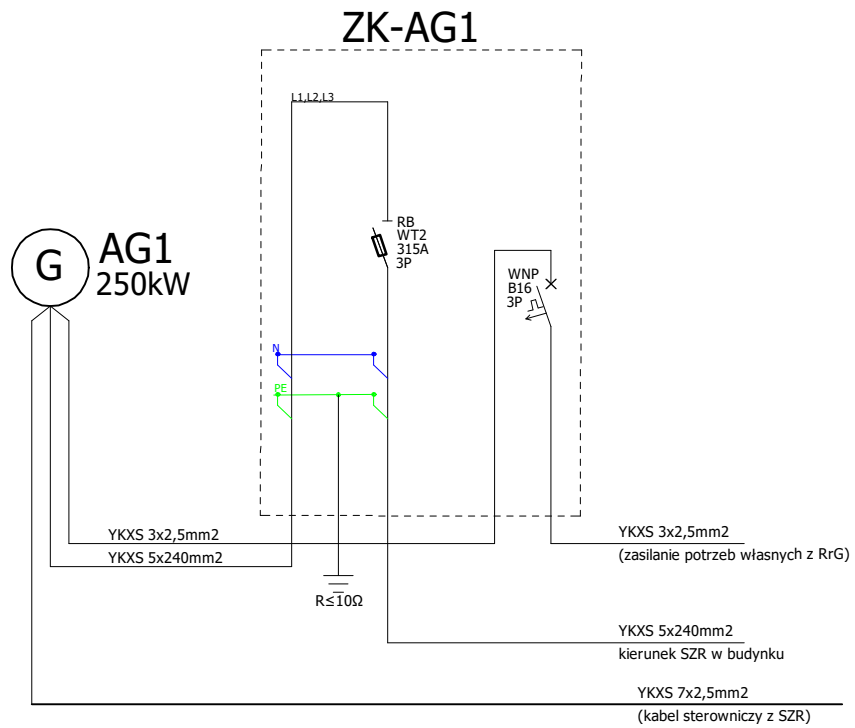 ZK-AG1
L1,L2,L3
RB
WT2
315A
3P
G
AG1
250kW
WNP
B16
3P
N
PE
YKXS 3x2,5mm2
YKXS 5x240mm2
R≤10Ω
YKXS 3x2,5mm2
(zasilanie potrzeb własnych z RrG)
YKXS 5x240mm2
kierunek SZR w budynku
YKXS 7x2,5mm2
(kabel sterowniczy z SZR)